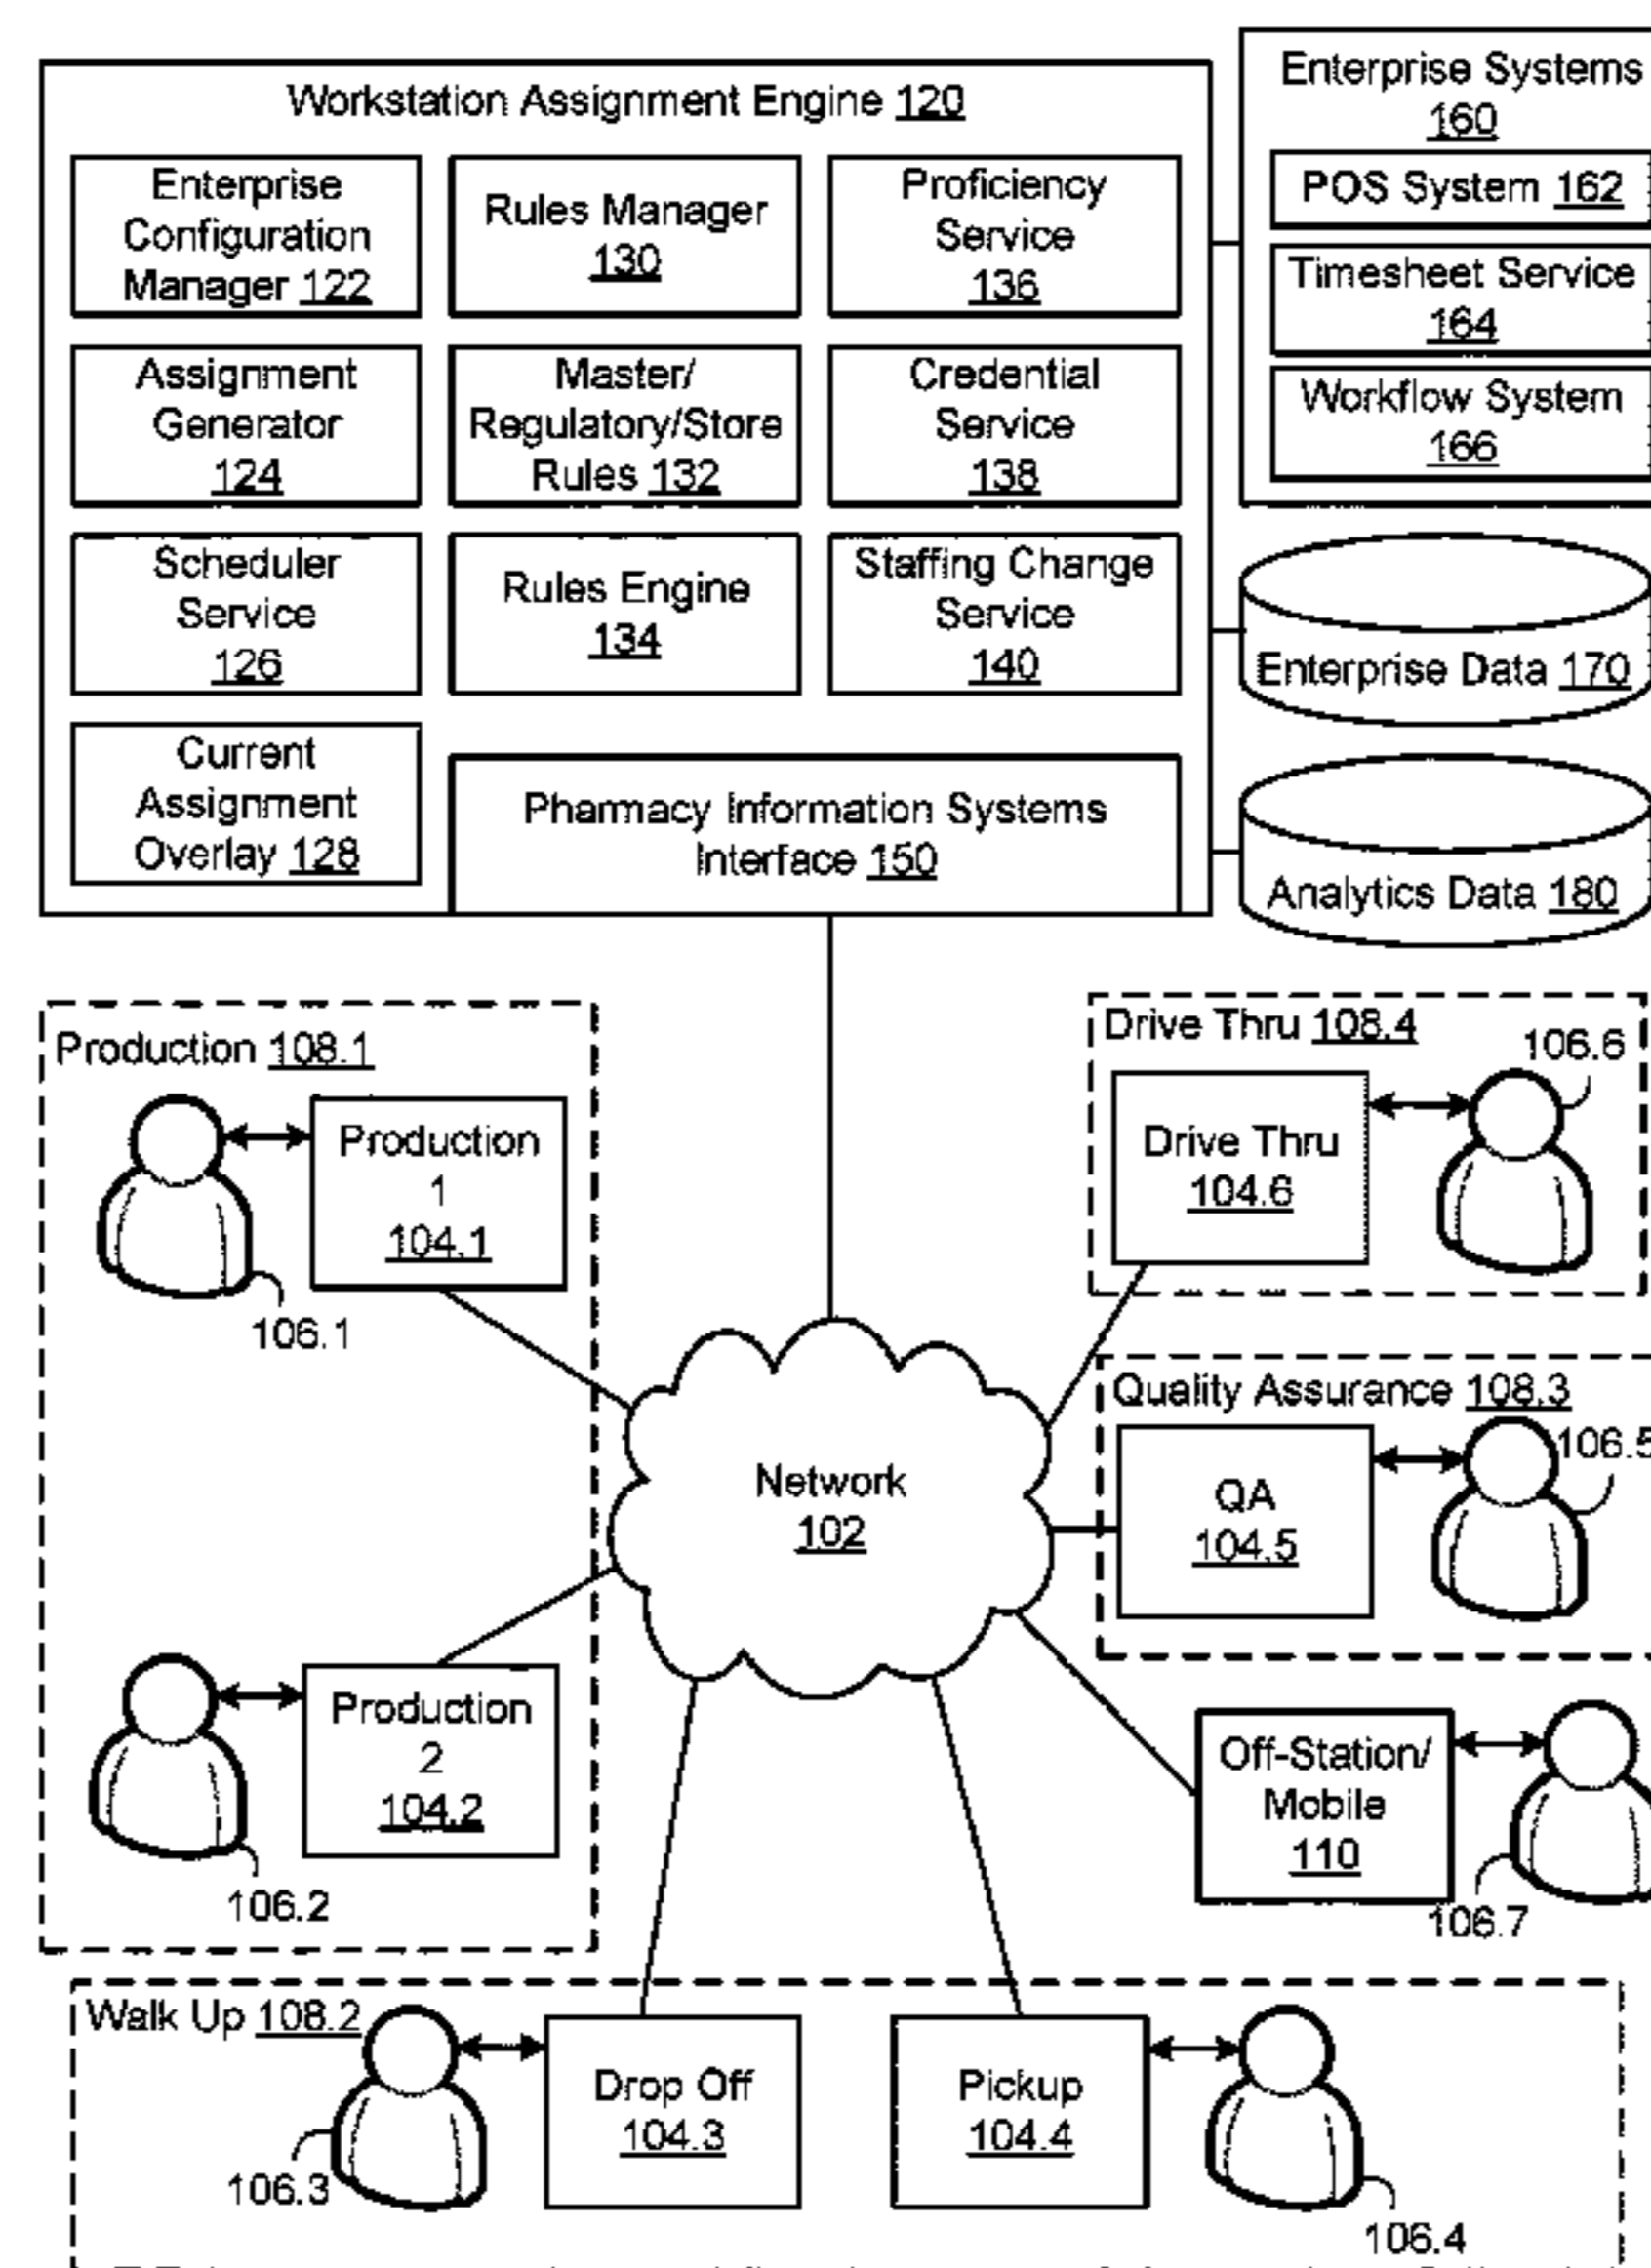 Workstation Assignment Engine 120
Enterprise
Configuration
Manager 122
Rules Manager
130
Proficiency
Service
136
Assignment
Generator
124
Master/
Regulatory/Store
Rules 132
Credential
Service
138
Scheduler
Service
126
Rules Engine
134
Staffing Change
Service
140
Current
Assignment
Overlay 128
Pharmacy Information Systems
Interface 150
Enterprise Systems
160
POS System 162
Timesheet Service
164
Workflow System
166
Enterprise Data 170
Analytics Data 180
Production 108.1
Production
1
104.1
106.1
Production
2
104.2
106.2
Network
102
Drive Thru 108.4
106.6
Drive Thru
104.6
Quality Assurance 108.3
106.5
QA
104.5
Off-Station/
Mobile
110
106.7
Walk Up 108.2
Drop Off
104.3
106.3
Pickup
104.4
106.4